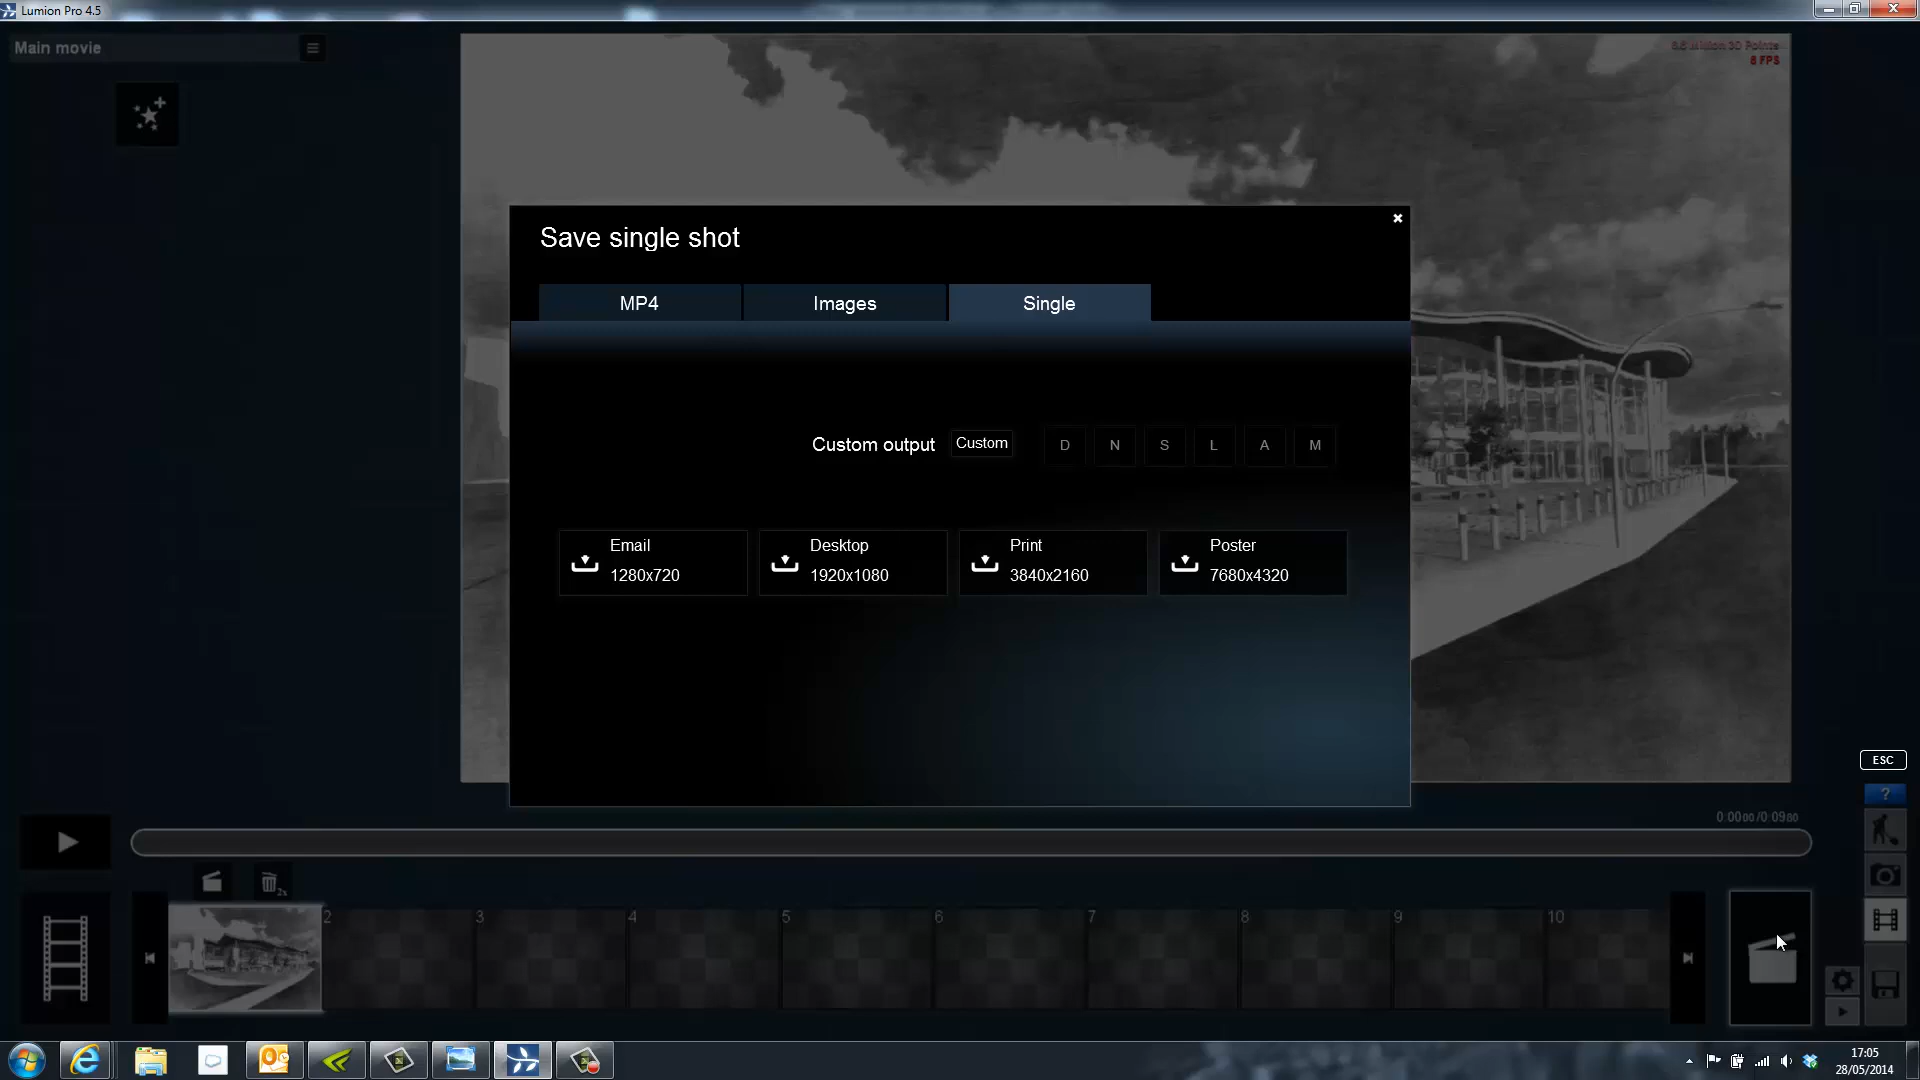 Lumion Pro 4.5
Main movie
8 FPS
Save single shot
MP4
Images
Single
Custom output
Custom
D
N
S
L
A
M
Email
1280x720
Desktop
1920x1080
Print
3840x2160
Poster
7680x4320
ESC
?
2x
2
3
4
5
6
7
8
9
10
17:05
28/05/2014